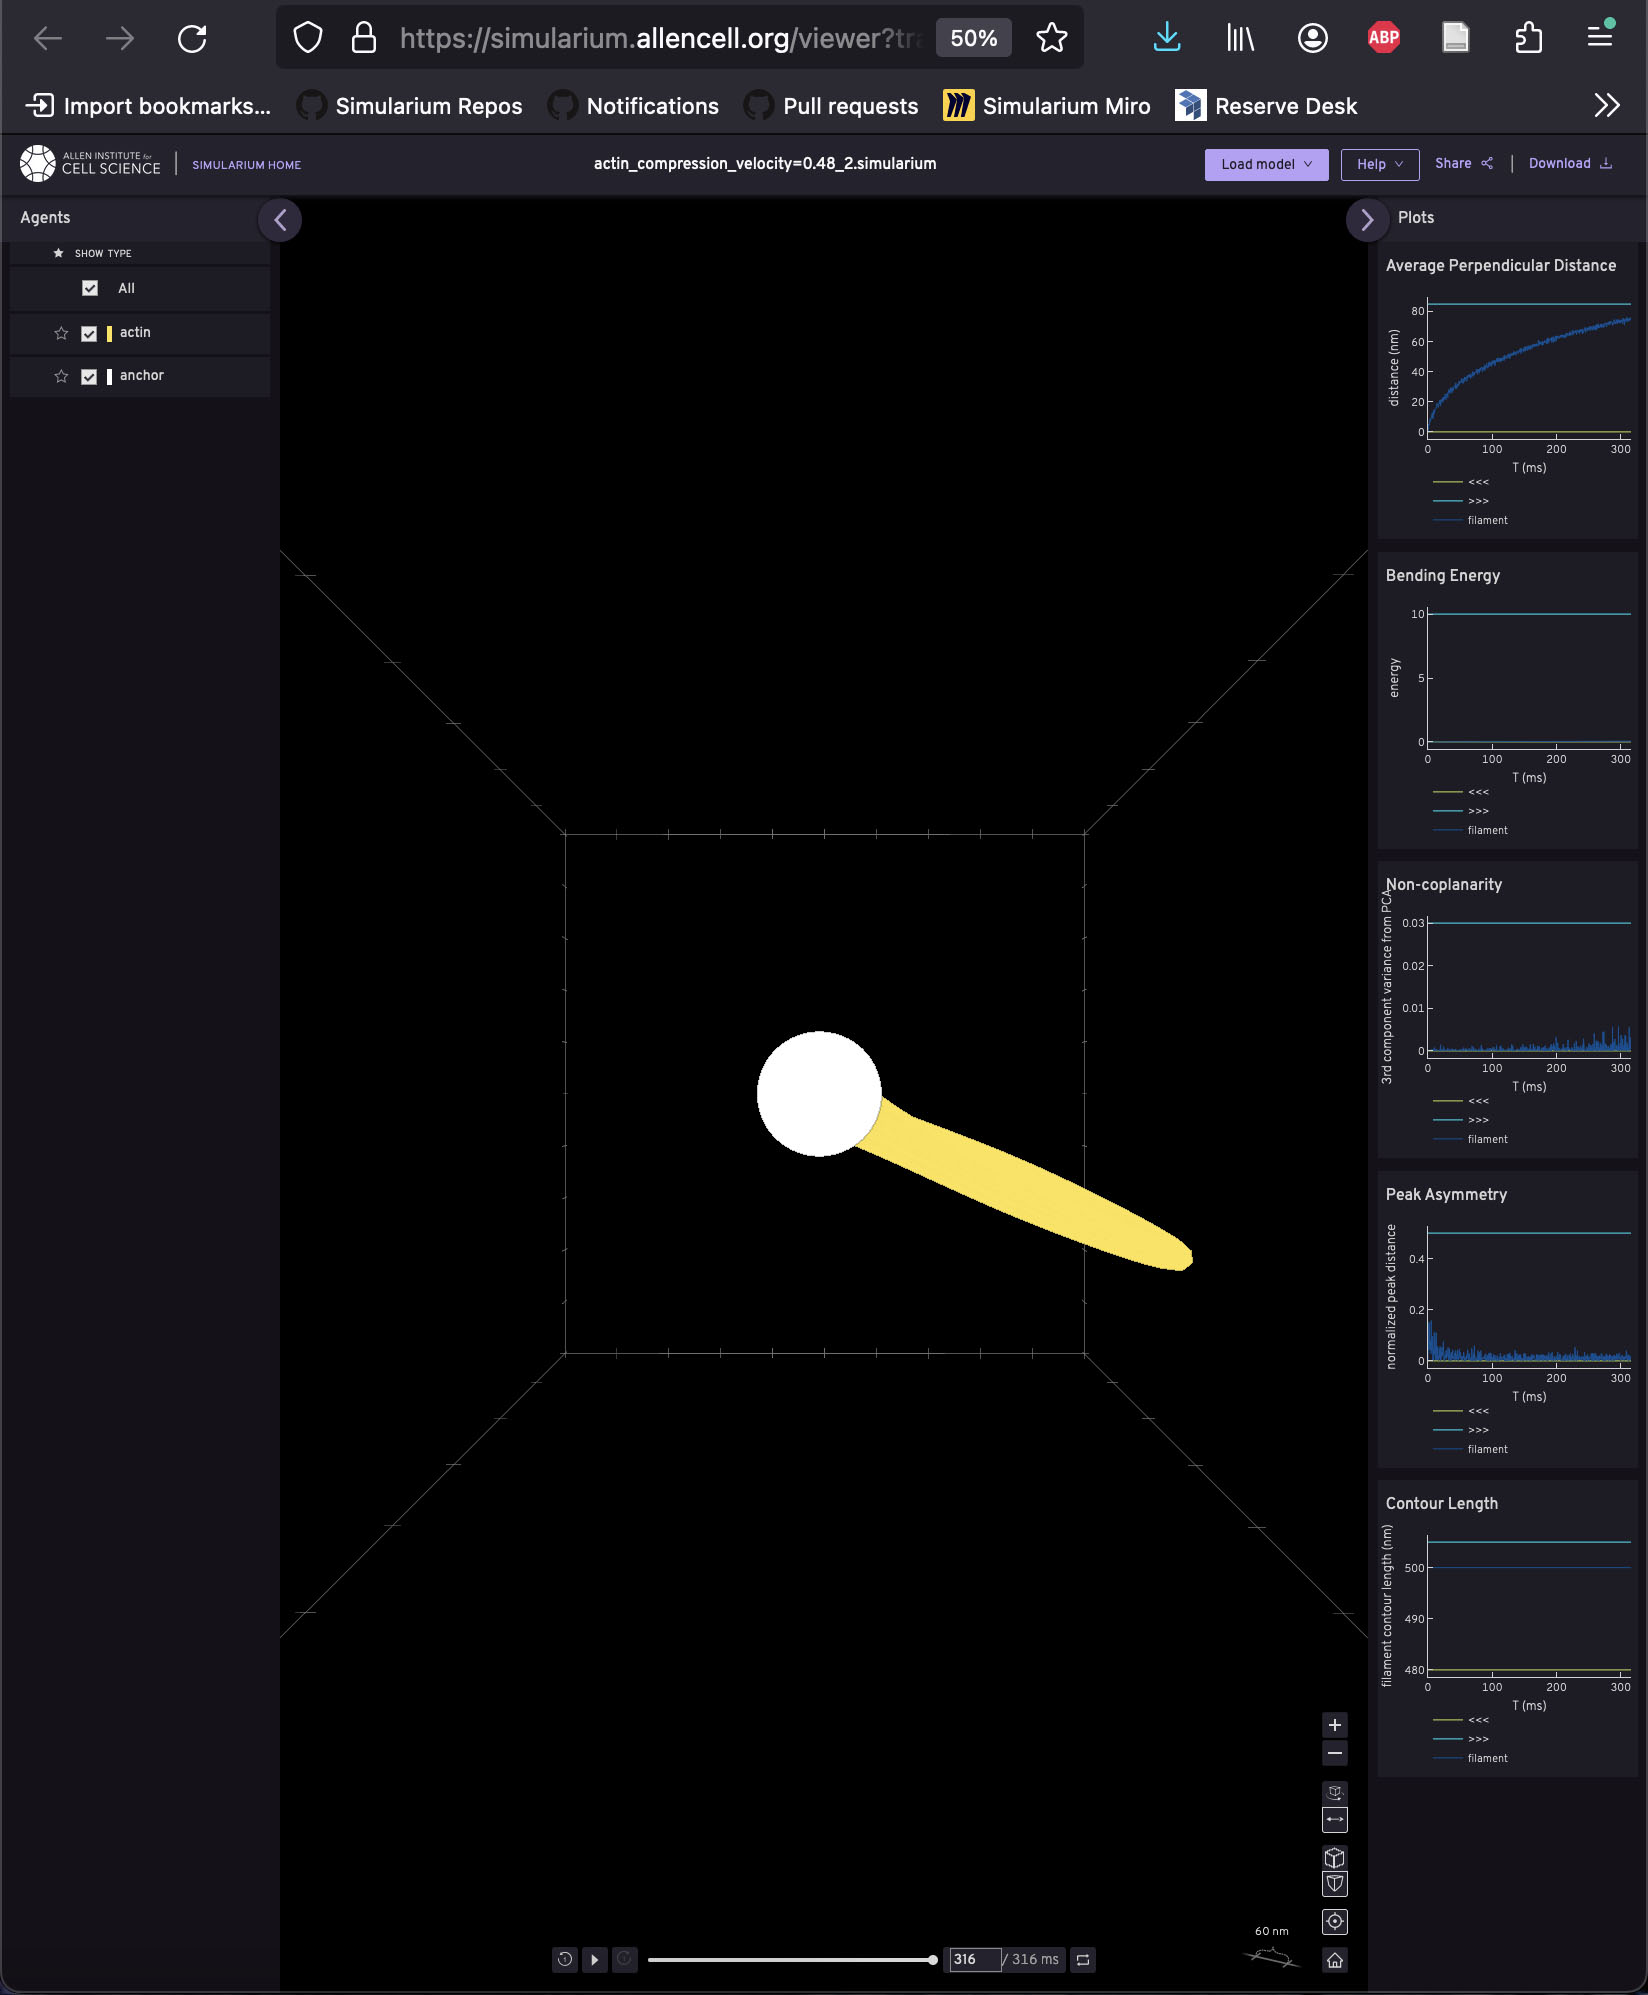 https://simularium.allencell.org/viewer?tra
50%
ABP
Import bookmarks...
Simularium Repos
Notifications
Pull requests
Simularium Miro
Reserve Desk
ALLEN INSTITUTE for
CELL SCIENCE
SIMULARIUM HOME
actin_compression_velocity=0.48_2.simularium
Load model
Help
Share
Download
Agents
SHOW TYPE
All
actin
anchor
Plots
Average Perpendicular Distance
distance (nm)
80
60
40
20
0
0 100 200 300
T (ms)
<<<
>>>
filament
Bending Energy
energy
10
5
0
0 100 200 300
T (ms)
<<<
>>>
filament
Non-coplanarity
3rd component variance from PCA
0.03
0.02
0.01
0
0 100 200 300
T (ms)
<<<
>>>
filament
Peak Asymmetry
normalized peak distance
0.4
0.2
0
0 100 200 300
T (ms)
<<<
>>>
filament
Contour Length
filament contour length (nm)
500
490
480
0 100 200 300
T (ms)
<<<
>>>
filament
60 nm
316 / 316 ms